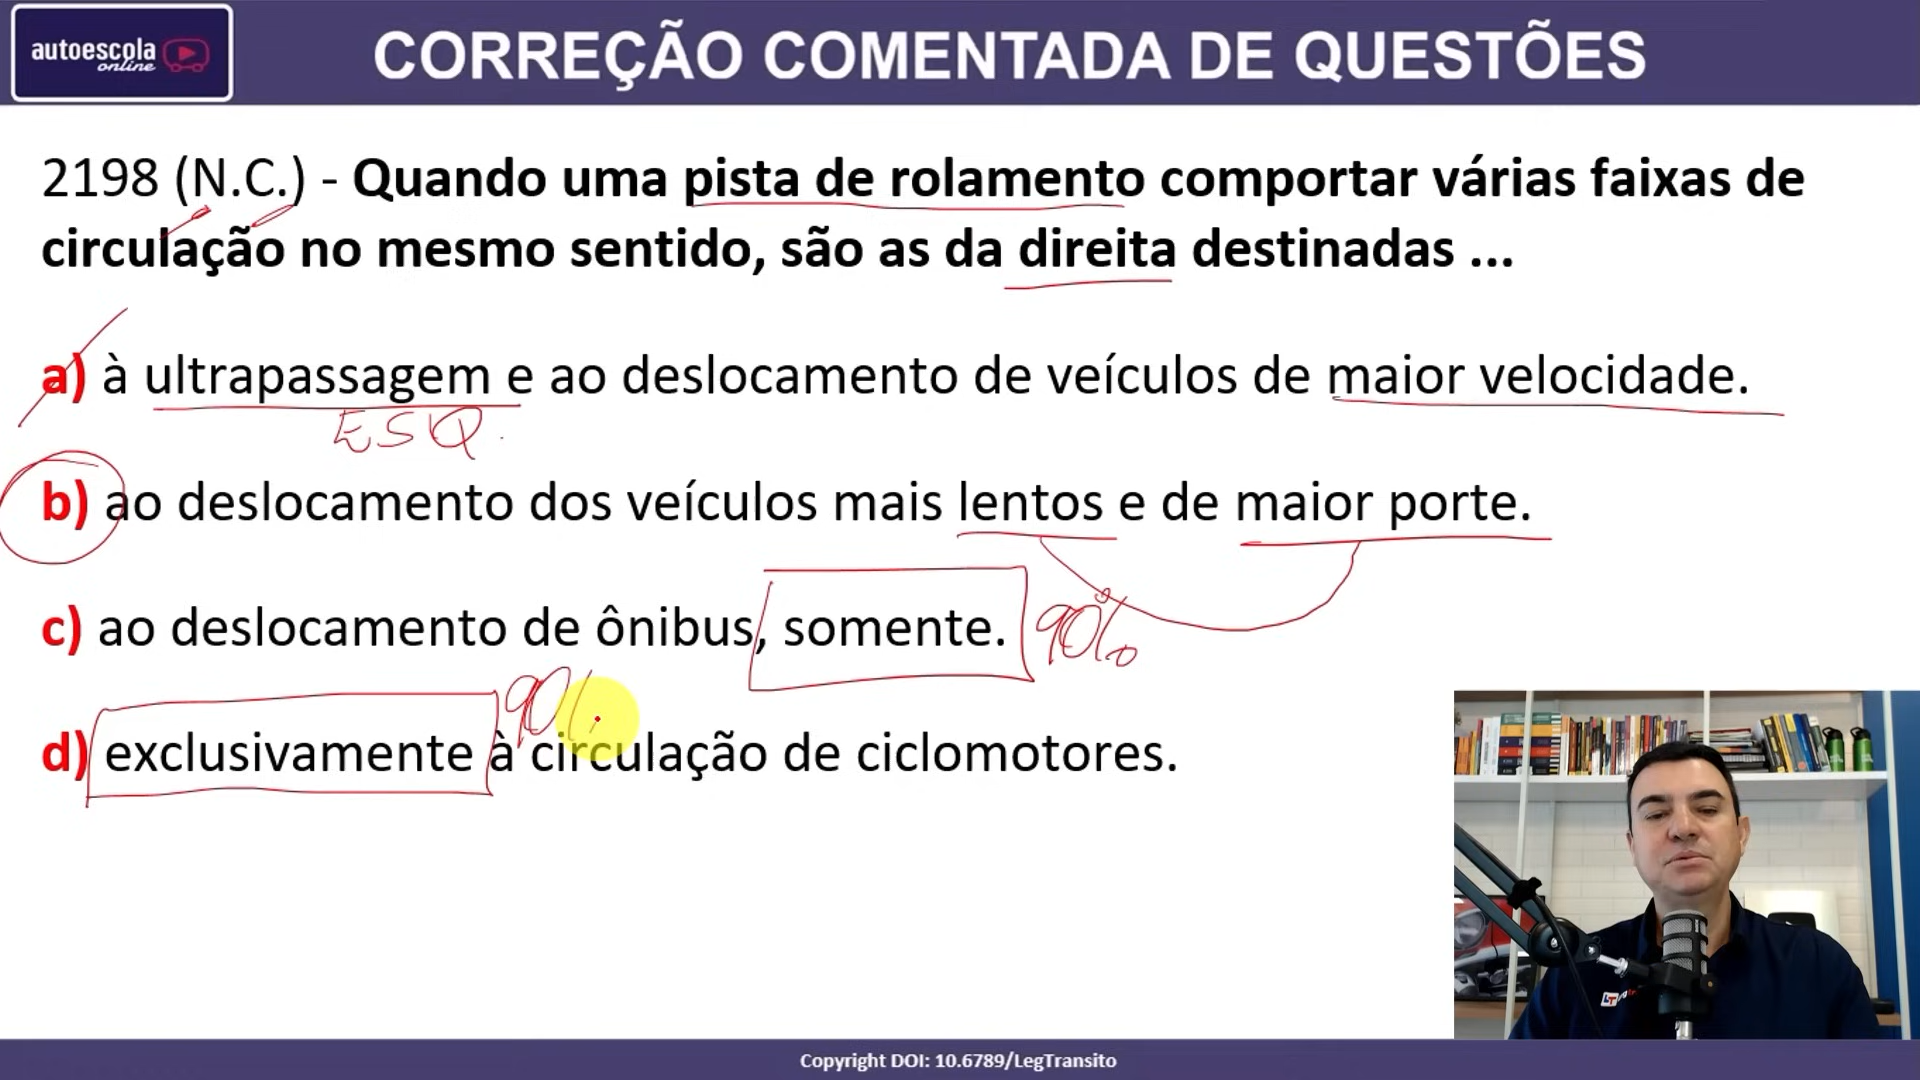 autoescola
online
CORREÇÃO COMENTADA DE QUESTÕES
2198 (N.C.) - Quando uma pista de rolamento comportar várias faixas de
circulação no mesmo sentido, são as da direita destinadas ...
a) à ultrapassagem e ao deslocamento de veículos de maior velocidade.
ESQ.
b) ao deslocamento dos veículos mais lentos e de maior porte.
c) ao deslocamento de ônibus, somente.
90%
90%
d) exclusivamente à circulação de ciclomotores.
Copyright DOI: 10.6789/LegTransito